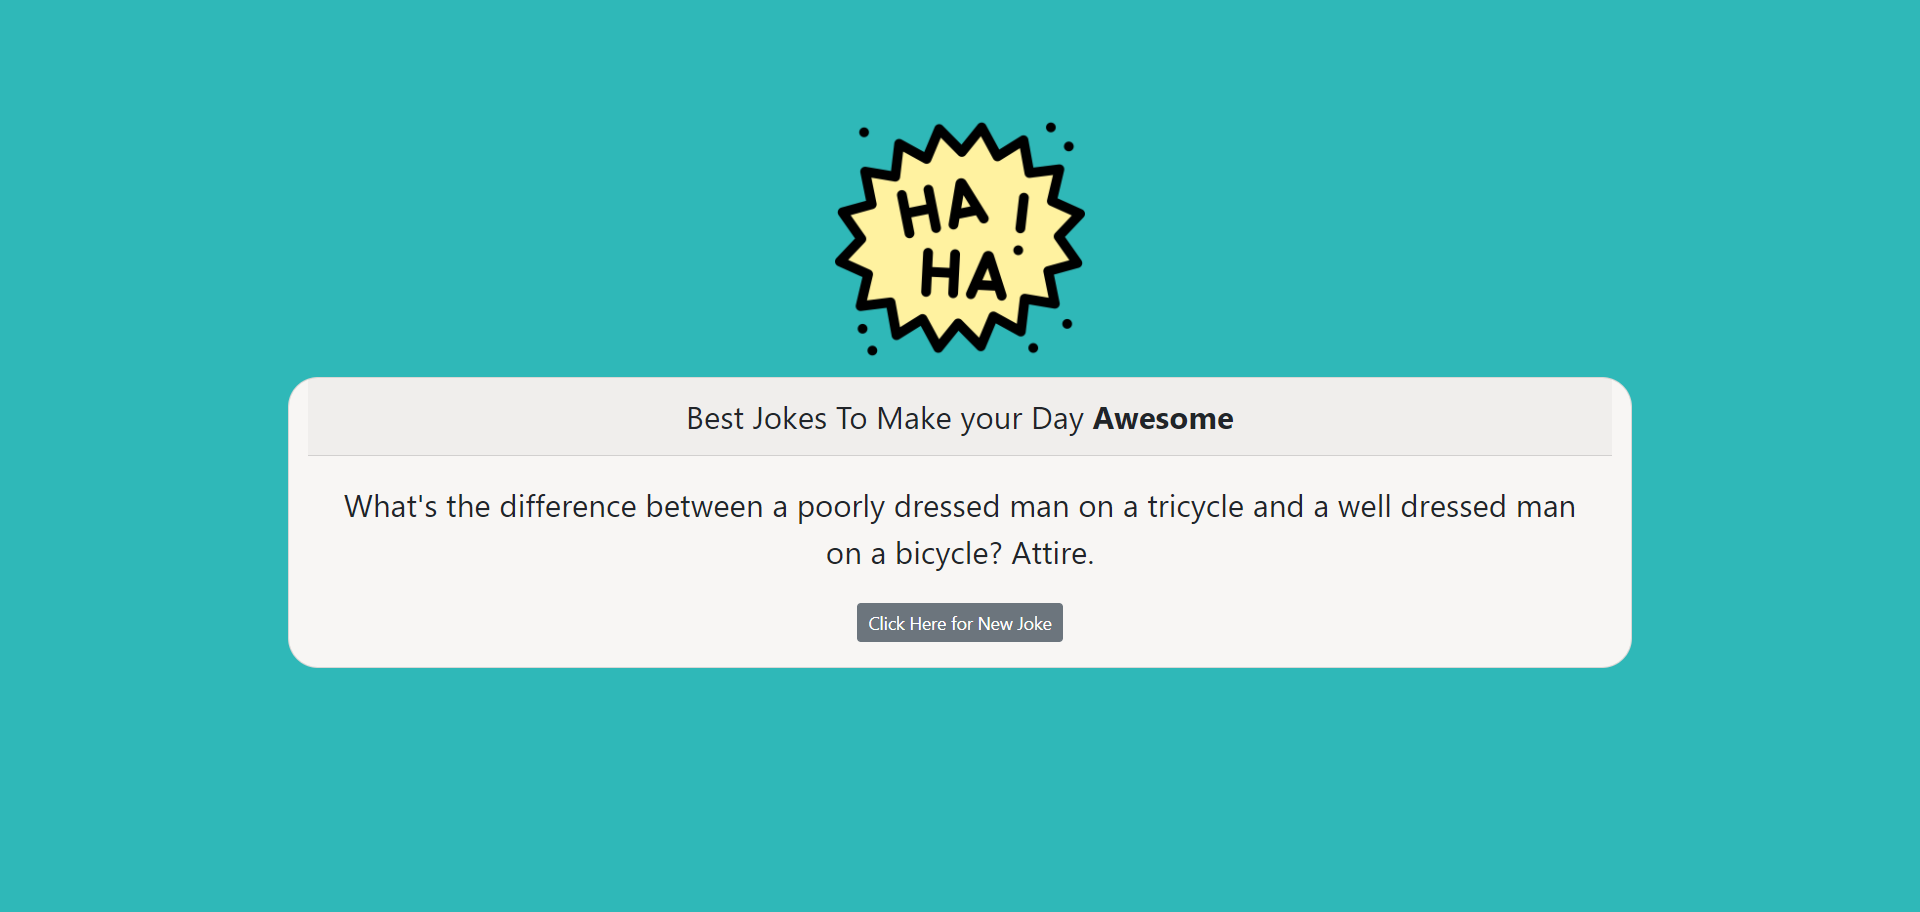 HA !
HA
Best Jokes To Make your Day Awesome
What's the difference between a poorly dressed man on a tricycle and a well dressed man
on a bicycle? Attire.
Click Here for New Joke